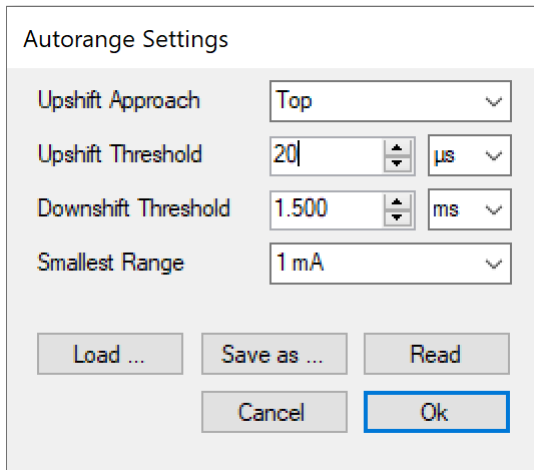 Autorange Settings
Upshift Approach Top
Upshift Threshold 20 µs
Downshift Threshold 1.500 ms
Smallest Range 1 mA
Load ... Save as ... Read
Cancel Ok